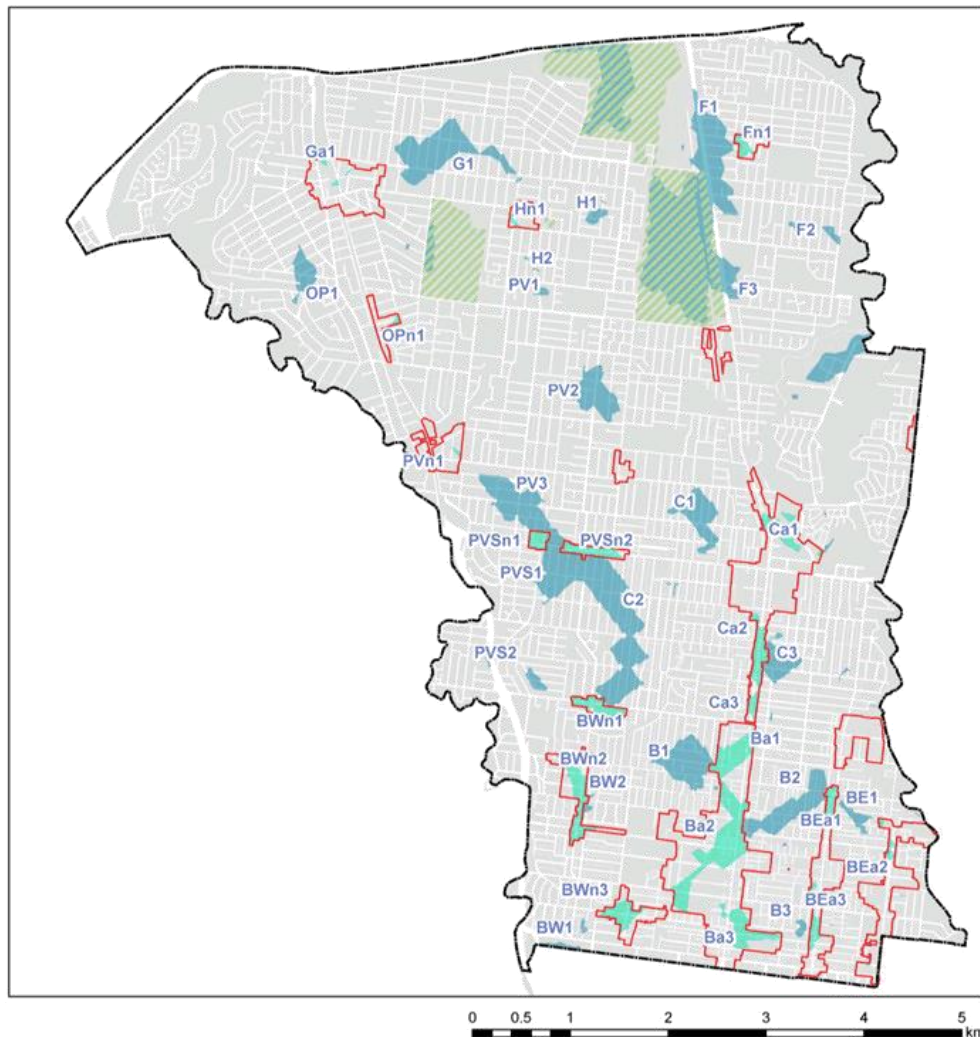 F1
Fn1
Ga1
G1
Hn1
H1
F2
H2
PV1
F3
OP1
OPn1
PV2
PVn1
PV3
C1
Ca1
PVSn1
PVSn2
PVS1
C2
Ca2
PVS2
C3
Ca3
BWn1
Ba1
B1
BWn2
BW2
B2
BE1
BEa1
Ba2
BEa2
BWn3
BEa3
B3
BW1
Ba3
0 0.5 1 2 3 4 5
km